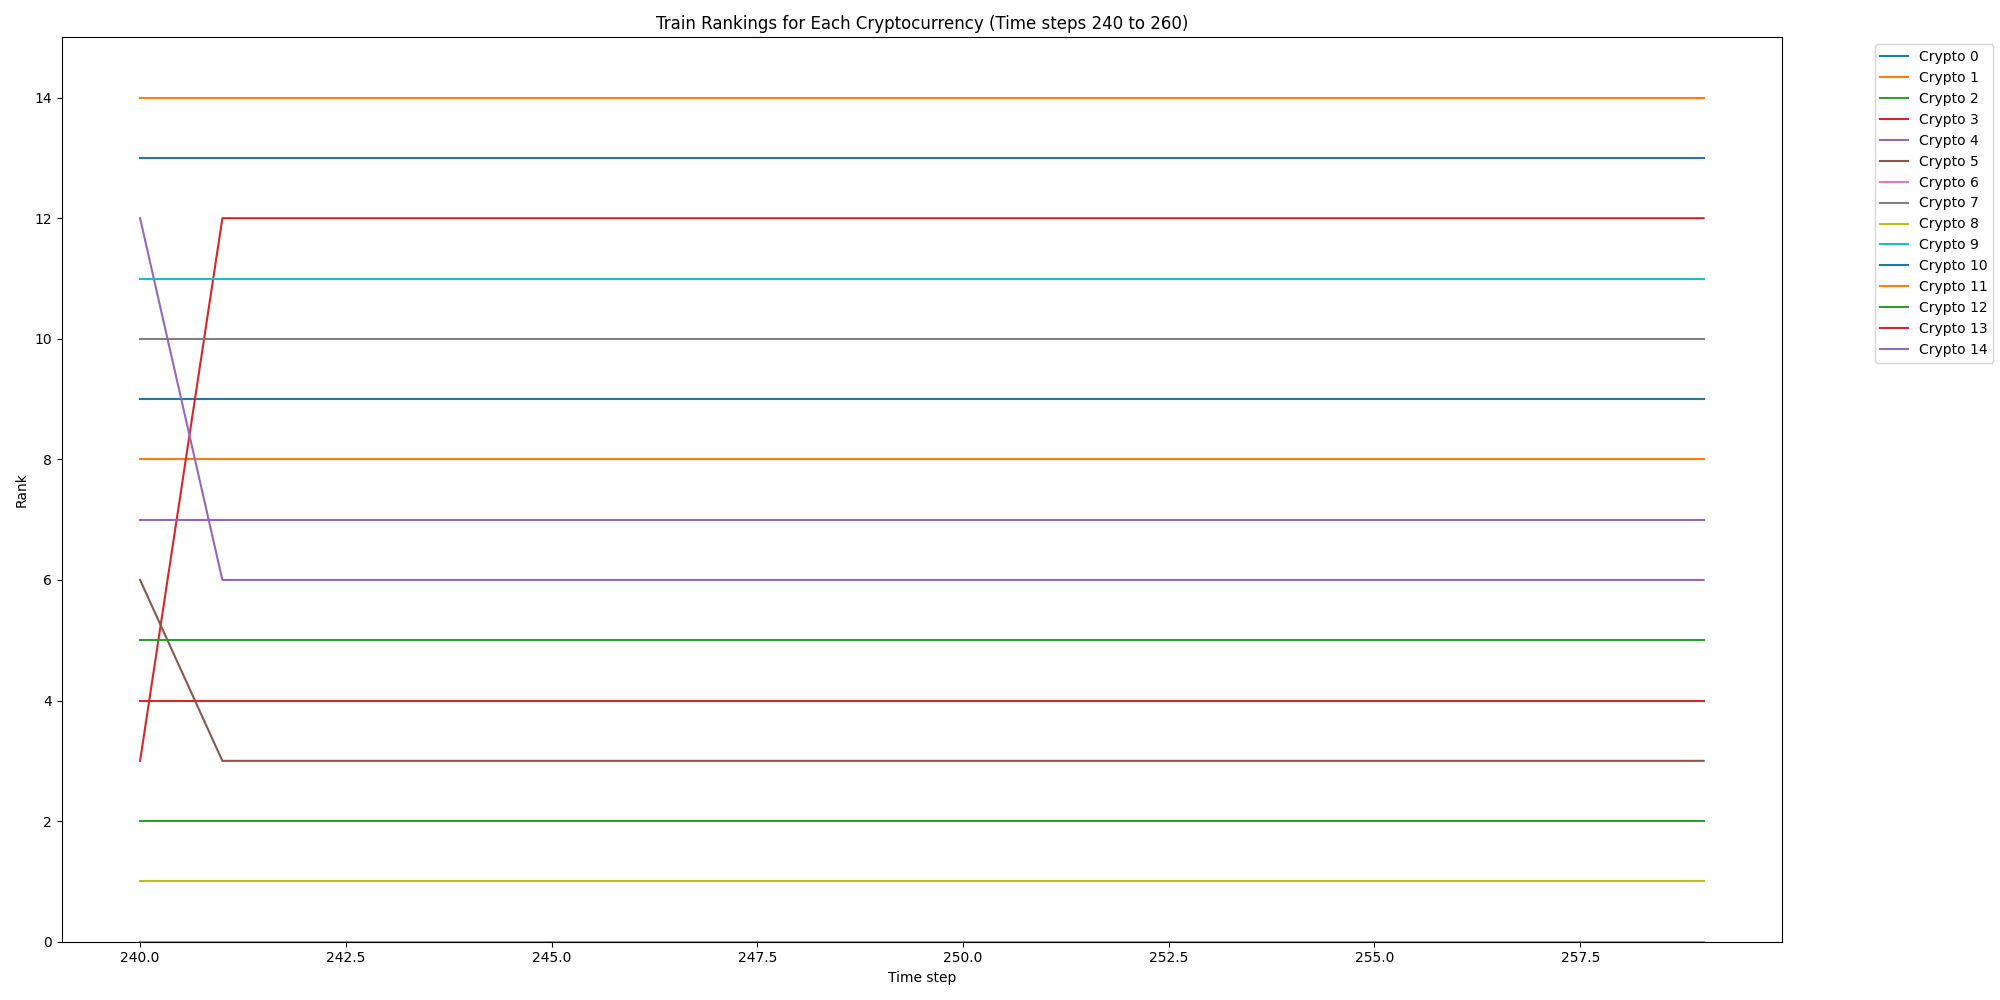 Train Rankings for Each Cryptocurrency (Time steps 240 to 260)
14
12
10
8
6
4
2
0
Rank
240.0 242.5 245.0 247.5 250.0 252.5 255.0 257.5
Time step
Crypto 0
Crypto 1
Crypto 2
Crypto 3
Crypto 4
Crypto 5
Crypto 6
Crypto 7
Crypto 8
Crypto 9
Crypto 10
Crypto 11
Crypto 12
Crypto 13
Crypto 14